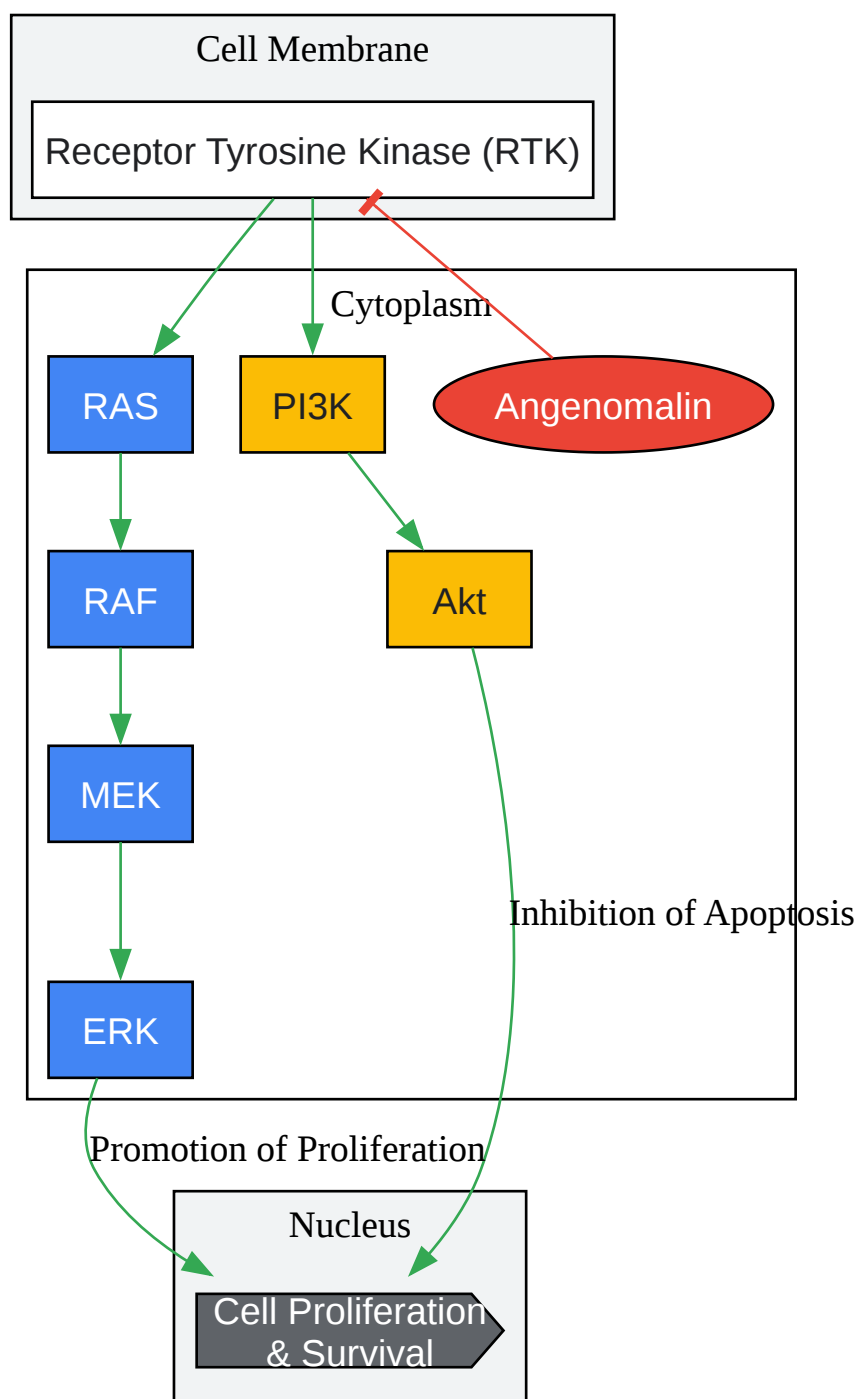 Cell Membrane
Receptor Tyrosine Kinase (RTK)
Cytoplasm
RAS
PI3K
Angenomalin
RAF
Akt
MEK
Inhibition of Apoptosis
ERK
Promotion of Proliferation
Nucleus
Cell Proliferation
& Survival